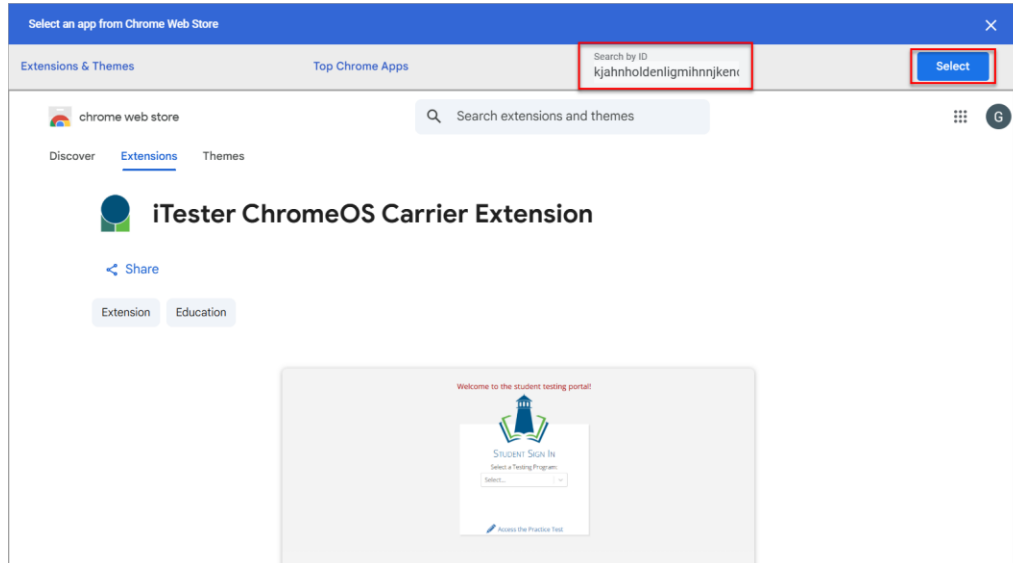 Select an app from Chrome Web Store
Extensions & Themes
Top Chrome Apps
Search by ID
kjahnholdenligmihnnjkeno
Select
chrome web store
Search extensions and themes
G
Discover
Extensions
Themes
iTester ChromeOS Carrier Extension
Share
Extension
Education
Welcome to the student testing portal!
STUDENT SIGN IN
Select a Testing Program:
Select...
Access the Practice Test